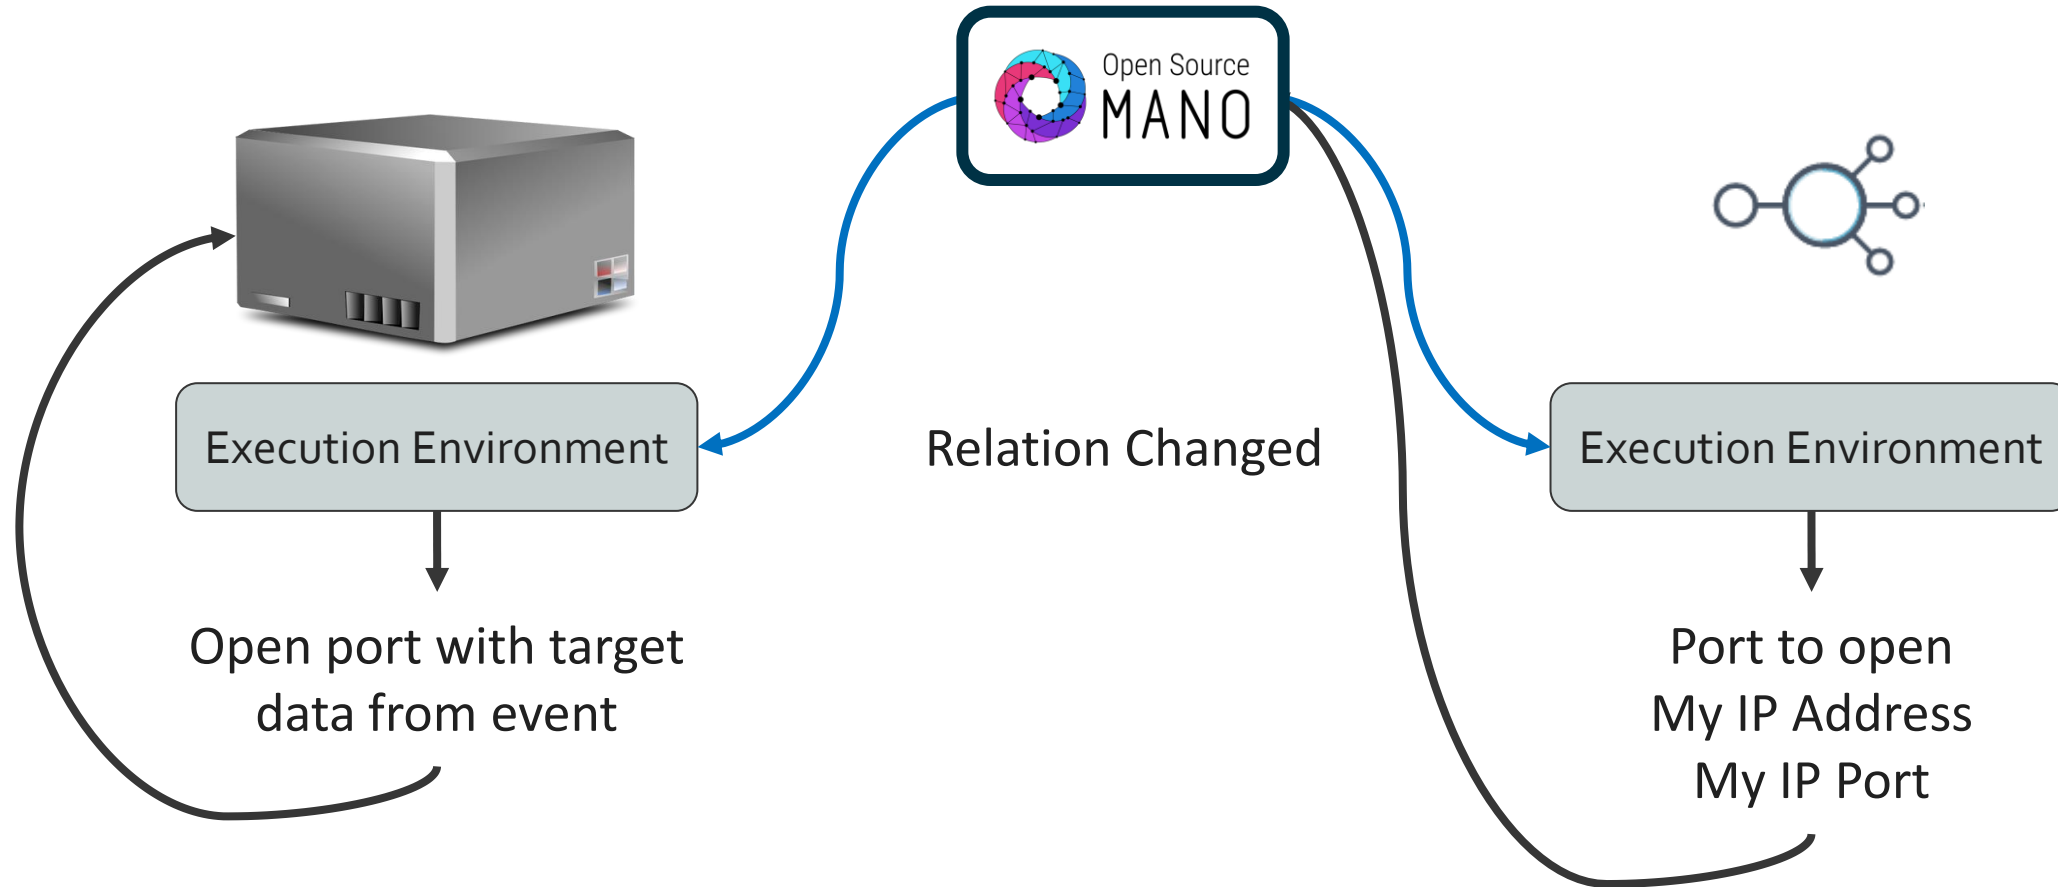 Open Source
MANO
Execution Environment
Relation Changed
Execution Environment
Open port with target
data from event
Port to open
My IP Address
My IP Port